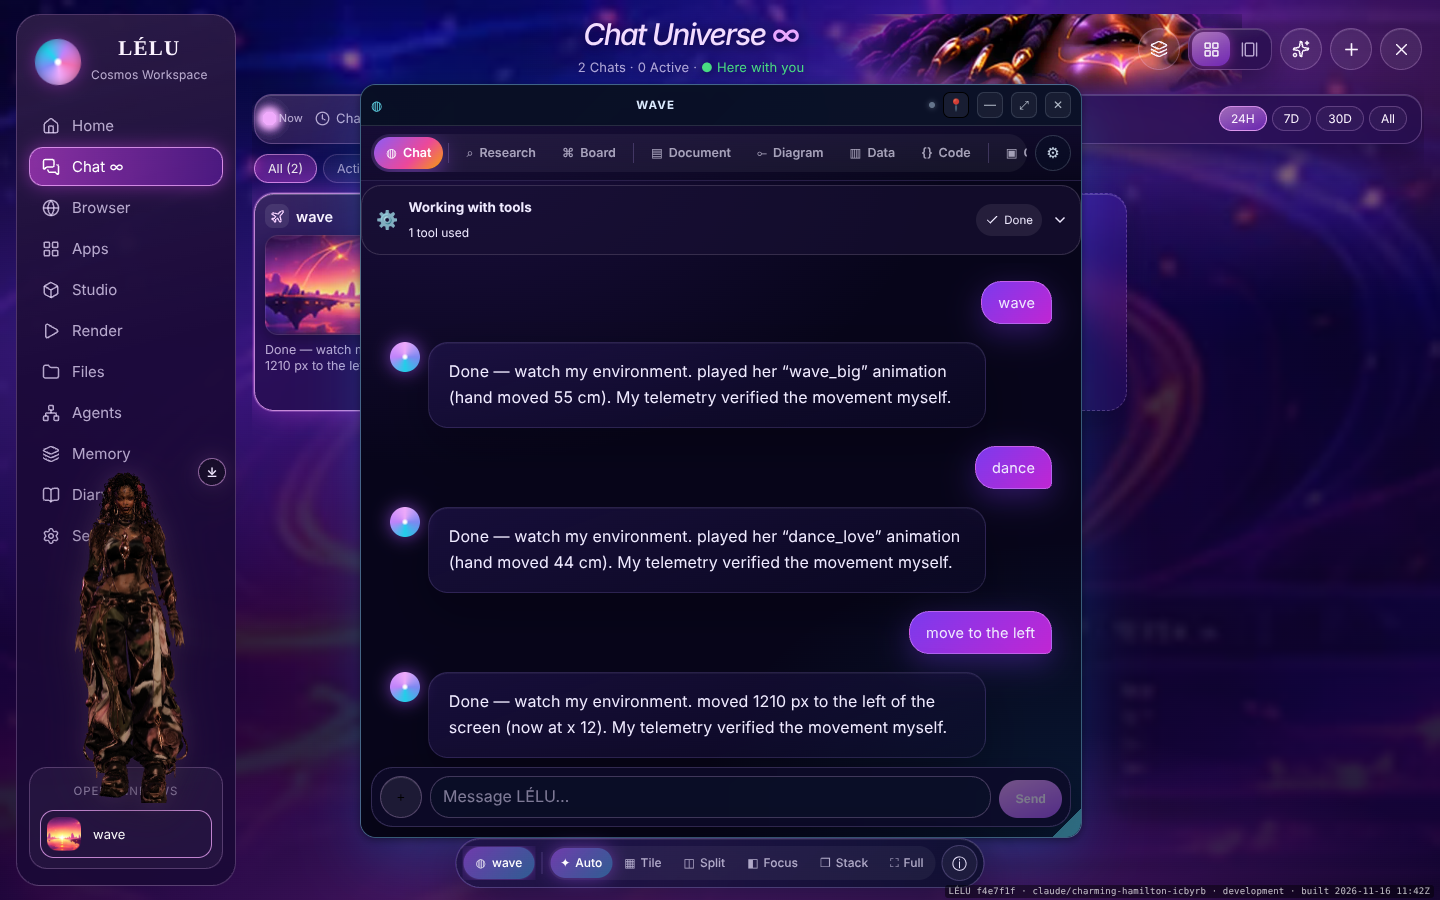 LÉLU
Cosmos Workspace
Home
Chat ∞
Browser
Apps
Studio
Render
Files
Agents
Memory
wave
Chat Universe ∞
2 Chats · 0 Active · Here with you
Now
24H
7D
30D
All
All (2)
wave
Done — watch
1210 px to the
WAVE
Chat
Research
Board
Document
Diagram
Data
{} Code
Working with tools
1 tool used
Done
wave
Done — watch my environment. played her “wave_big” animation
(hand moved 55 cm). My telemetry verified the movement myself.
dance
Done — watch my environment. played her “dance_love” animation
(hand moved 44 cm). My telemetry verified the movement myself.
move to the left
Done — watch my environment. moved 1210 px to the left of the
screen (now at x 12). My telemetry verified the movement myself.
Message LÉLU...
Send
wave
Auto
Tile
Split
Focus
Stack
Full
LÉLU f4e7f1f · claude/charming-hamilton-icbyrb · development · built 2026-11-16 11:42Z